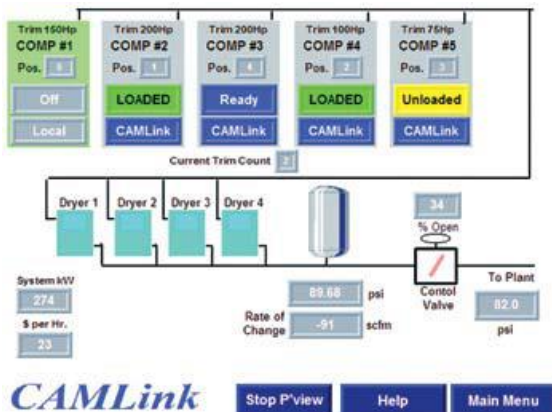 Trim 150Hp Trim 200Hp Trim 200Hp Trim 100Hp Trim 75Hp
COMP #1 COMP #2 COMP #3 COMP #4 COMP #5
Pos. Pos. 1 Pos. 4 Pos. 2 Pos. 3
Off LOADED Ready LOADED Unloaded
Local CAMLink CAMLink CAMLink CAMLink
Current Trim Count 2
Dryer 1 Dryer 2 Dryer 3 Dryer 4
34
% Open
System kW
274
$ per Hr.
23
89.68 psi
Rate of Change -91 scfm
Contol Valve
To Plant
82.0
psi
CAMLink Stop P'view Help Main Menu